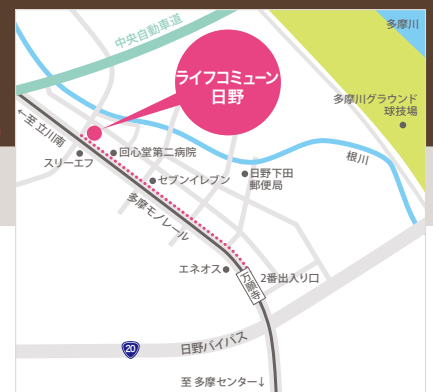 多摩川
中央自動車道
ライフコミューン
日野
多摩川グラウンド
球技場
←至 立川南
スリーエフ
回心堂第二病院
根川
セブンイレブン
日野下田
郵便局
多摩モノレール
エネオス
万願寺
2番出入り口
20
日野バイパス
至 多摩センター↓